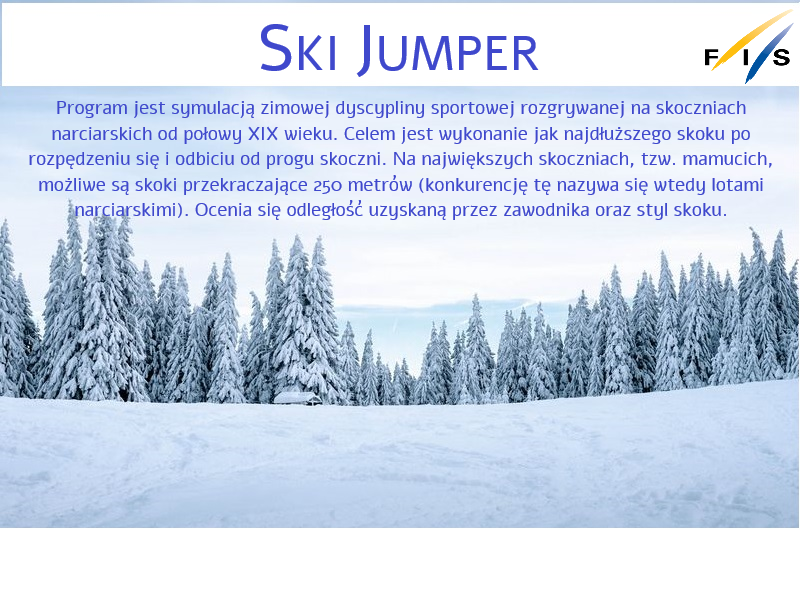 Ski Jumper
FIS
Program jest symulacją zimowej dyscypliny sportowej rozgrywanej na skoczniach
narciarskich od połowy XIX wieku. Celem jest wykonanie jak najdłuższego skoku po
rozpędzeniu się i odbiciu od progu skoczni. Na największych skoczniach, tzw. mamucich,
możliwe są skoki przekraczające 250 metrów (konkurencję tę nazywa się wtedy lotami
narciarskimi). Ocenia się odległość uzyskaną przez zawodnika oraz styl skoku.